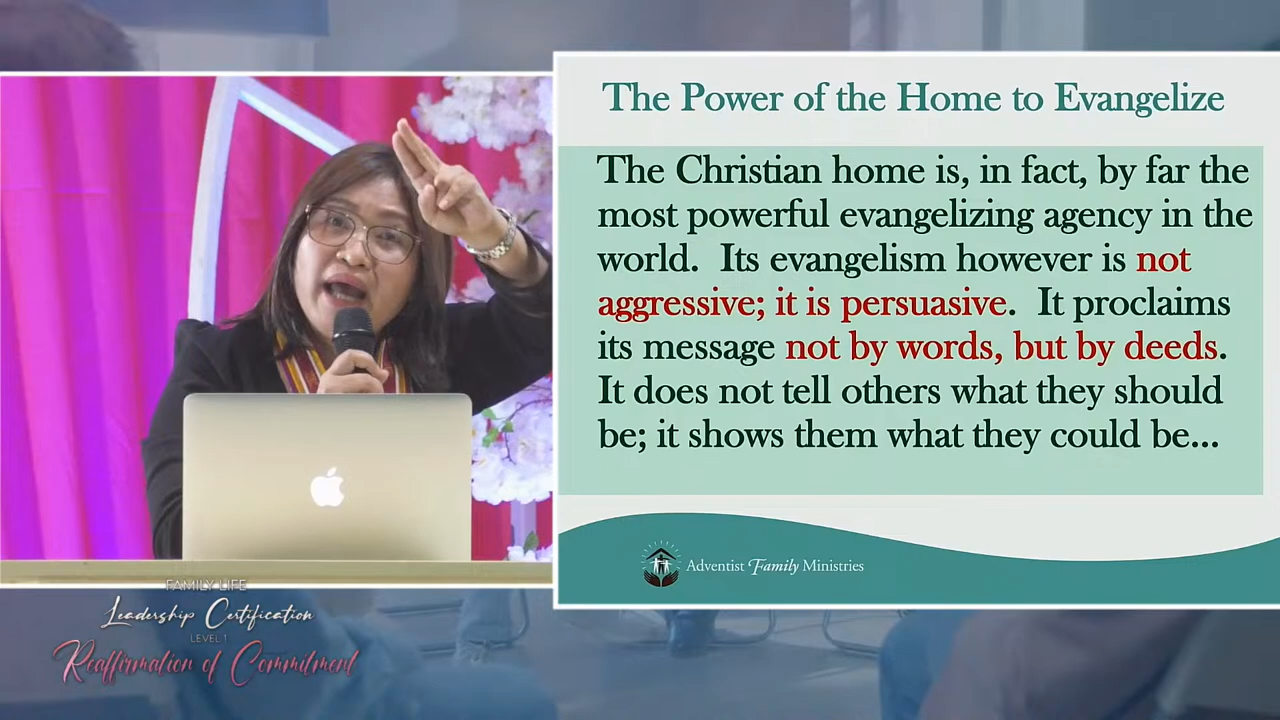 The Power of the Home to Evangelize
The Christian home is, in fact, by far the
most powerful evangelizing agency in the
world. Its evangelism however is not
aggressive; it is persuasive. It proclaims
its message not by words, but by deeds.
It does not tell others what they should
be; it shows them what they could be...
Adventist Family Ministries
FAMILY LIFE
Leadership Certification
LEVEL 1
Reaffirmation of Commitment